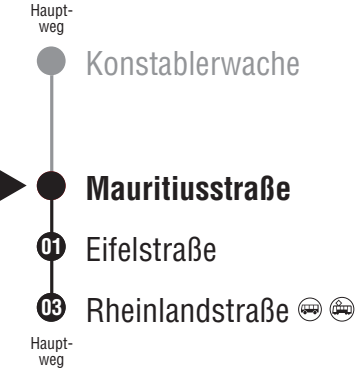 Haupt-
weg
Konstablerwache
Mauritiusstraße
01 Eifelstraße
03 Rheinlandstraße
Haupt-
weg